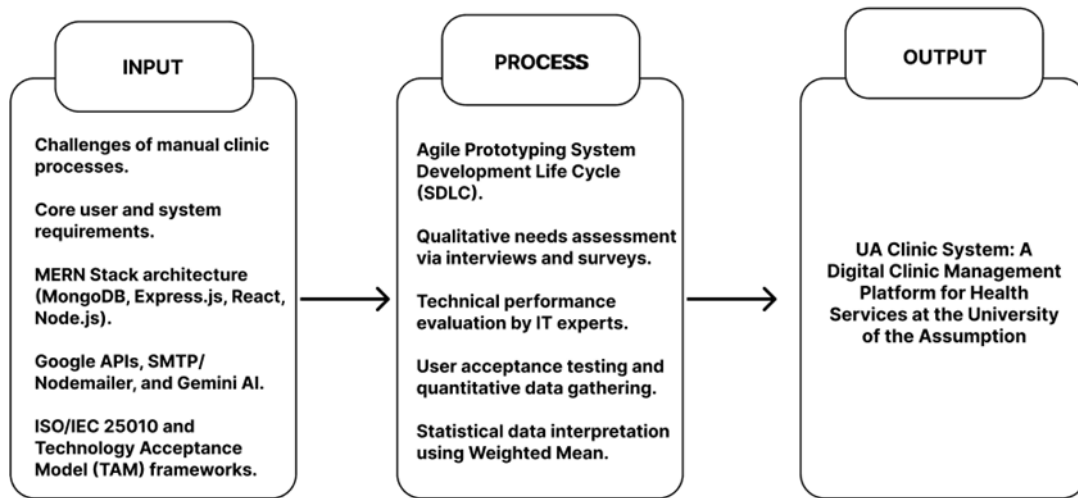 INPUT
Challenges of manual clinic
processes.
Core user and system
requirements.
MERN Stack architecture
(MongoDB, Express.js, React,
Node.js).
Google APIs, SMTP/
Nodemailer, and Gemini AI.
ISO/IEC 25010 and
Technology Acceptance
Model (TAM) frameworks.
PROCESS
Agile Prototyping System
Development Life Cycle
(SDLC).
Qualitative needs assessment
via interviews and surveys.
Technical performance
evaluation by IT experts.
User acceptance testing and
quantitative data gathering.
Statistical data interpretation
using Weighted Mean.
OUTPUT
UA Clinic System: A
Digital Clinic Management
Platform for Health
Services at the University
of the Assumption